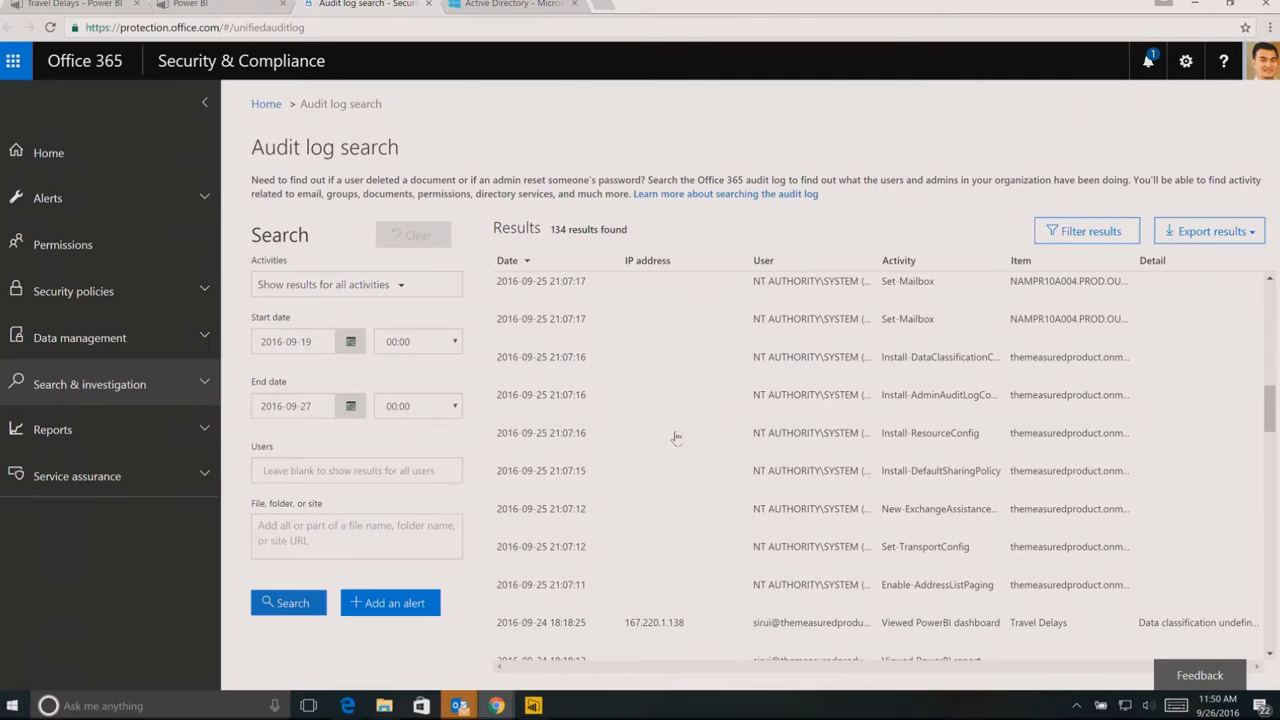 Travel Delays - Power BI
Power BI
Audit log search - Securi
Active Directory - Micros
https://protection.office.com/#/unifiedauditlog
Office 365
Security & Compliance
1
Home > Audit log search
Audit log search
Need to find out if a user deleted a document or if an admin reset someone's password? Search the Office 365 audit log to find out what the users and admins in your organization have been doing. You'll be able to find activity
related to email, groups, documents, permissions, directory services, and much more. Learn more about searching the audit log
Home
Alerts
Permissions
Security policies
Data management
Search & investigation
Reports
Service assurance
Search
Clear
Activities
Show results for all activities
Start date
2016-09-19 00:00
End date
2016-09-27 00:00
Users
Leave blank to show results for all users
File, folder, or site
Add all or part of a file name, folder name,
or site URL
Search
Add an alert
Results 134 results found
Filter results
Export results
Date IP address User Activity Item Detail
2016-09-25 21:07:17 NT AUTHORITY\SYSTEM (... Set-Mailbox NAMPR10A004.PROD.OU...
2016-09-25 21:07:17 NT AUTHORITY\SYSTEM (... Set-Mailbox NAMPR10A004.PROD.OU...
2016-09-25 21:07:16 NT AUTHORITY\SYSTEM (... Install-DataClassificationC... themeasuredproduct.onm...
2016-09-25 21:07:16 NT AUTHORITY\SYSTEM (... Install-AdminAuditLogCo... themeasuredproduct.onm...
2016-09-25 21:07:16 NT AUTHORITY\SYSTEM (... Install-ResourceConfig themeasuredproduct.onm...
2016-09-25 21:07:15 NT AUTHORITY\SYSTEM (... Install-DefaultSharingPolicy themeasuredproduct.onm...
2016-09-25 21:07:12 NT AUTHORITY\SYSTEM (... New-ExchangeAssistance... themeasuredproduct.onm...
2016-09-25 21:07:12 NT AUTHORITY\SYSTEM (... Set-TransportConfig themeasuredproduct.onm...
2016-09-25 21:07:11 NT AUTHORITY\SYSTEM (... Enable-AddressListPaging themeasuredproduct.onm...
2016-09-24 18:18:25 167.220.1.138 sirui@themeasuredprodu... Viewed PowerBI dashboard Travel Delays Data classification undefin...
Feedback
Ask me anything
11:50 AM
9/26/2016
22